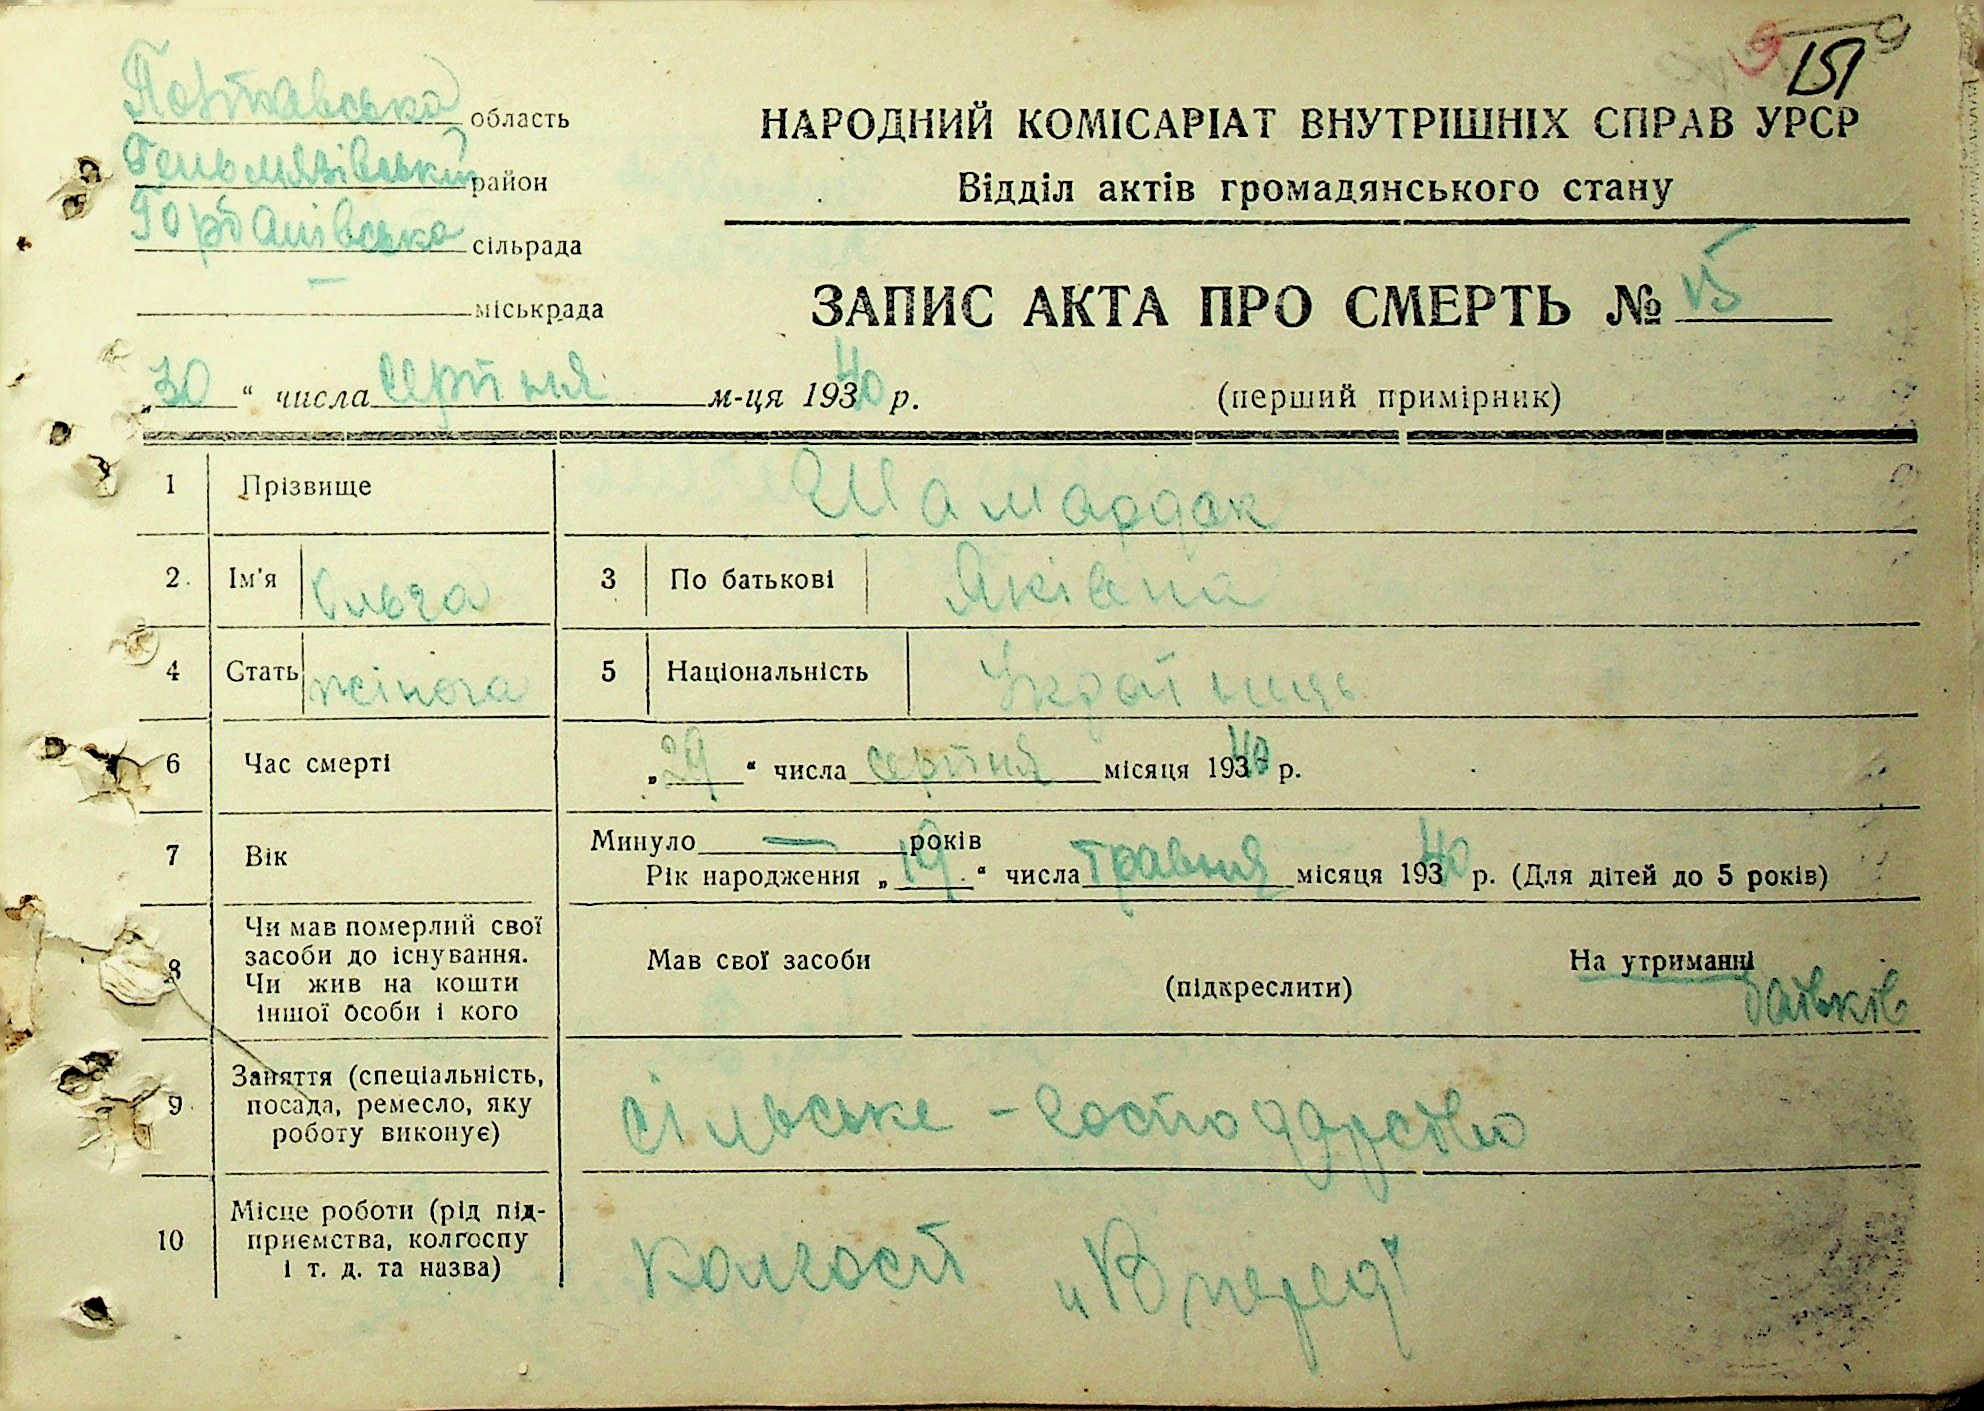 151
Полтавська область
Гельмязівський район
Горбанівська сільрада
— міськрада
НАРОДНИЙ КОМІСАРІАТ ВНУТРІШНІХ СПРАВ УРСР
Відділ актів громадянського стану
ЗАПИС АКТА ПРО СМЕРТЬ № 15
„30“ числа серпня м-ця 1940 р. (перший примірник)
1 Прізвище Шамардак
2 Ім'я Ольга 3 По батькові Яківна
4 Стать жіноча 5 Національність Україниць
6 Час смерті „29“ числа серпня місяця 1940 р.
7 Вік Минуло — років
Рік народження „19“ числа травня місяця 1940 р. (Для дітей до 5 років)
8 Чи мав померлий свої
засоби до існування.
Чи жив на кошти
іншої особи і кого
Мав свої засоби (підкреслити) На утриманні
батьків
9 Заняття (спеціальність,
посада, ремесло, яку
роботу виконує)
сільське - господарство
10 Місце роботи (рід під-
приємства, колгоспу
і т. д. та назва)
Колгосп „Вперед"